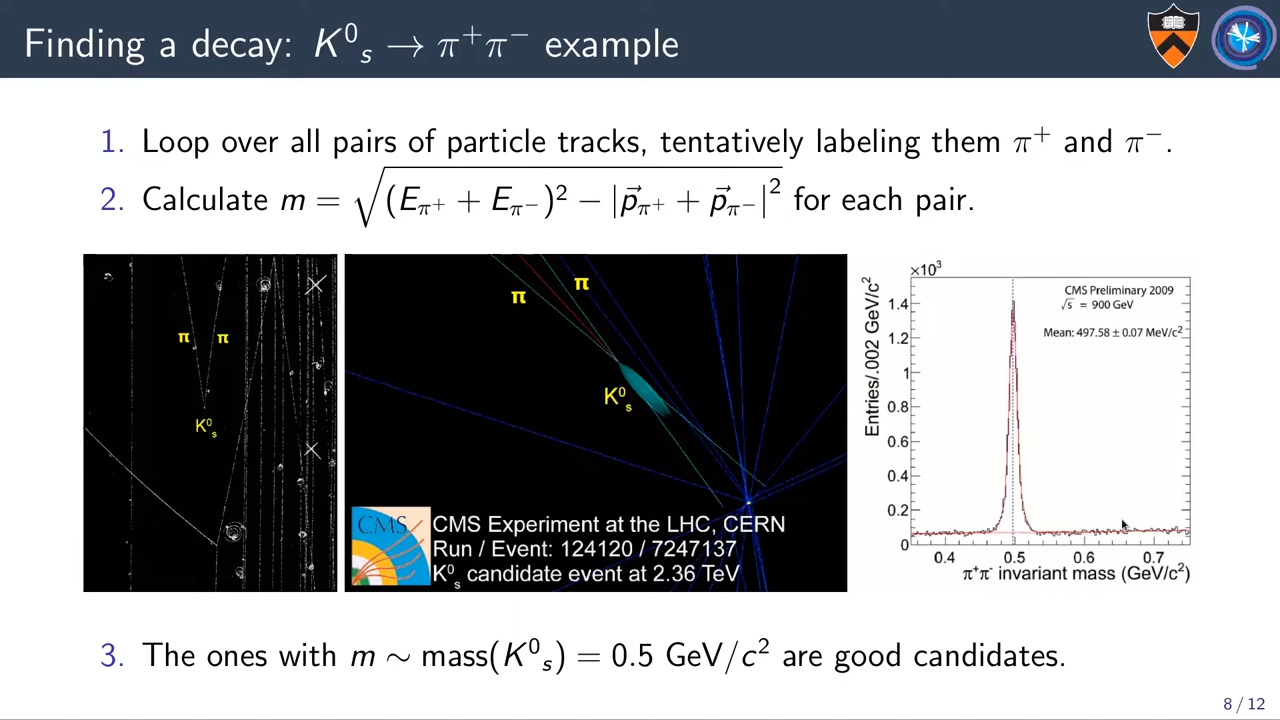 Finding a decay: K⁰ₛ → π⁺π⁻ example
1. Loop over all pairs of particle tracks, tentatively labeling them π⁺ and π⁻.
2. Calculate m = √((E_π⁺ + E_π⁻)² − |p⃗_π⁺ + p⃗_π⁻|²) for each pair.
π π
K⁰ₛ
π π
K⁰ₛ
CMS
CMS Experiment at the LHC, CERN
Run / Event: 124120 / 7247137
K⁰ₛ candidate event at 2.36 TeV
×10³
CMS Preliminary 2009
√s = 900 GeV
Mean: 497.58 ± 0.07 MeV/c²
Entries/.002 GeV/c²
1.4
1.2
1
0.8
0.6
0.4
0.2
0
0.4 0.5 0.6 0.7
π⁺π⁻ invariant mass (GeV/c²)
3. The ones with m ∼ mass(K⁰ₛ) = 0.5 GeV/c² are good candidates.
8 / 12